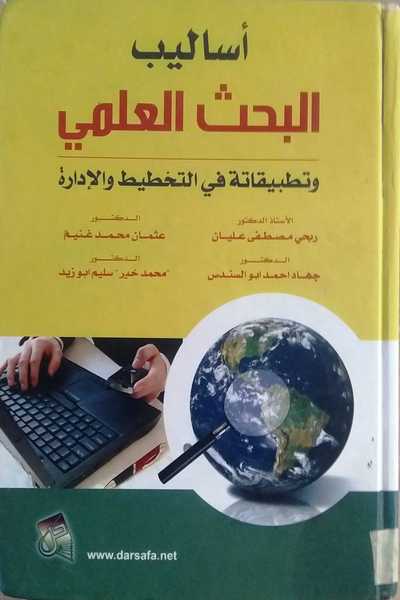 أساليب
البحث العلمي
وتطبيقاتة في التخطيط والإدارة
الأستاذ الدكتور
ربحي مصطفى عليان
الدكتور
عثمان محمد غنيم
الدكتور
جهاد احمد ابو السندس
الدكتور
"محمد خير" سليم ابو زيد
www.darsafa.net